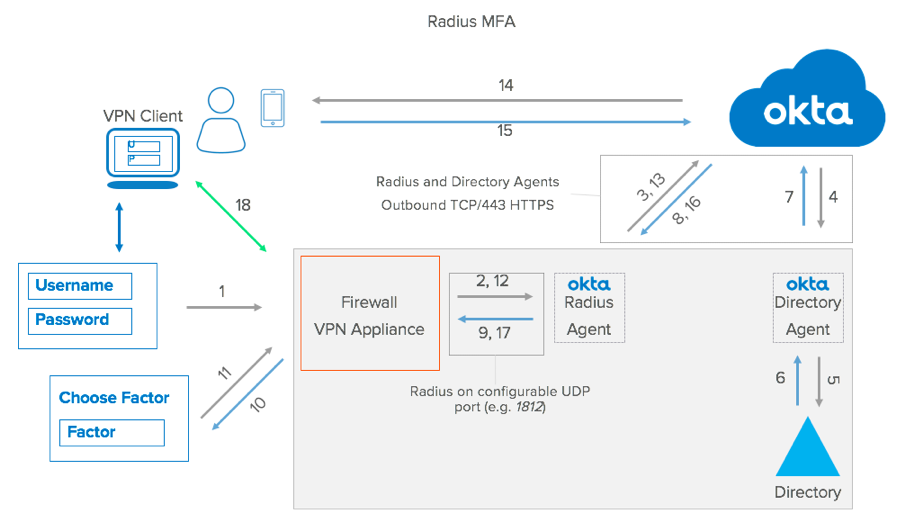 Radius MFA
14
okta
VPN Client
U
P
15
Radius and Directory Agents
Outbound TCP/443 HTTPS
3, 13
8, 16
7
4
18
Username
Password
1
Firewall
VPN Appliance
2, 12
9, 17
okta
Radius
Agent
okta
Directory
Agent
11
10
Choose Factor
Factor
Radius on configurable UDP
port (e.g. 1812)
6
5
Directory